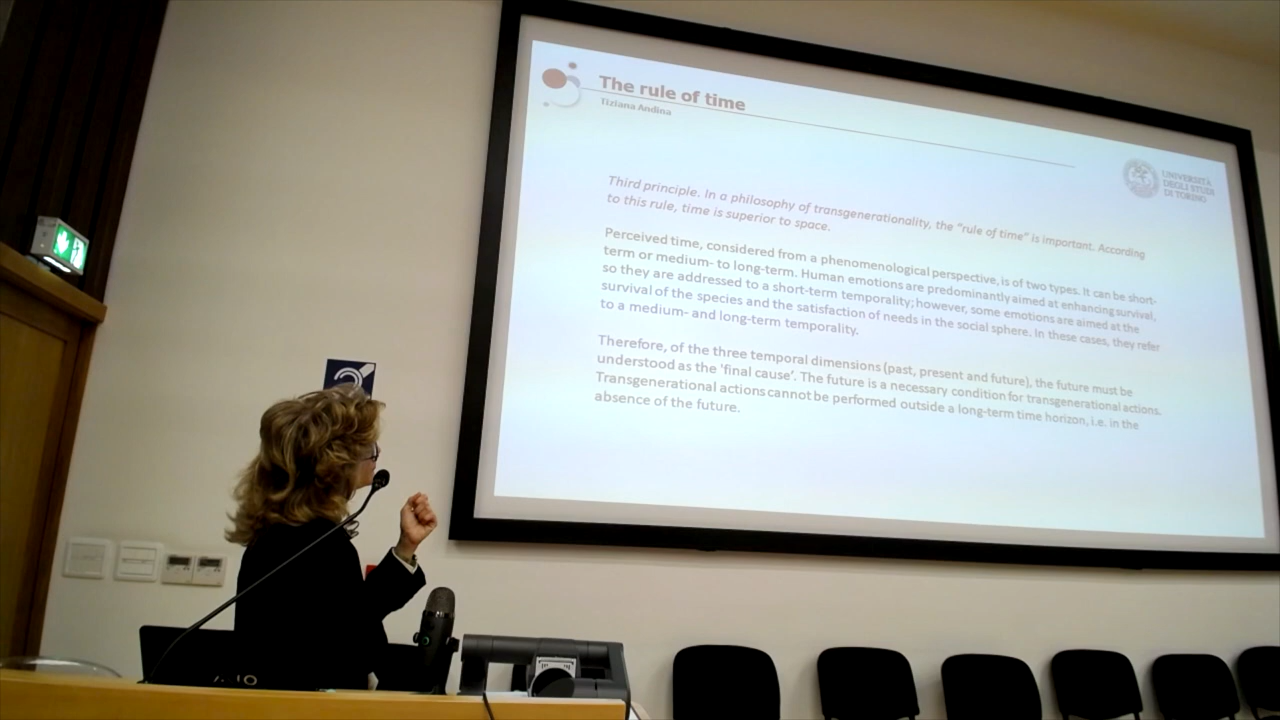 The rule of time
Tiziana Andina
UNIVERSITÀ
DEGLI STUDI
DI TORINO
Third principle. In a philosophy of transgenerationality, the "rule of time" is important. According
to this rule, time is superior to space.
Perceived time, considered from a phenomenological perspective, is of two types. It can be short-
term or medium- to long-term. Human emotions are predominantly aimed at enhancing survival,
so they are addressed to a short-term temporality; however, some emotions are aimed at the
survival of the species and the satisfaction of needs in the social sphere. In these cases, they refer
to a medium- and long-term temporality.
Therefore, of the three temporal dimensions (past, present and future), the future must be
understood as the 'final cause'. The future is a necessary condition for transgenerational actions.
Transgenerational actions cannot be performed outside a long-term time horizon, i.e. in the
absence of the future.